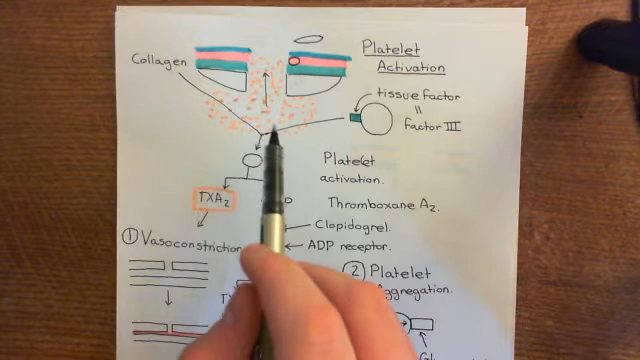 Platelet
Activation
Collagen
tissue Factor
=
Factor III
Platelet
activation.
TXA2
Thromboxane A2.
Clopidogrel.
① Vasoconstriction
ADP receptor.
② Platelet
Aggregation.